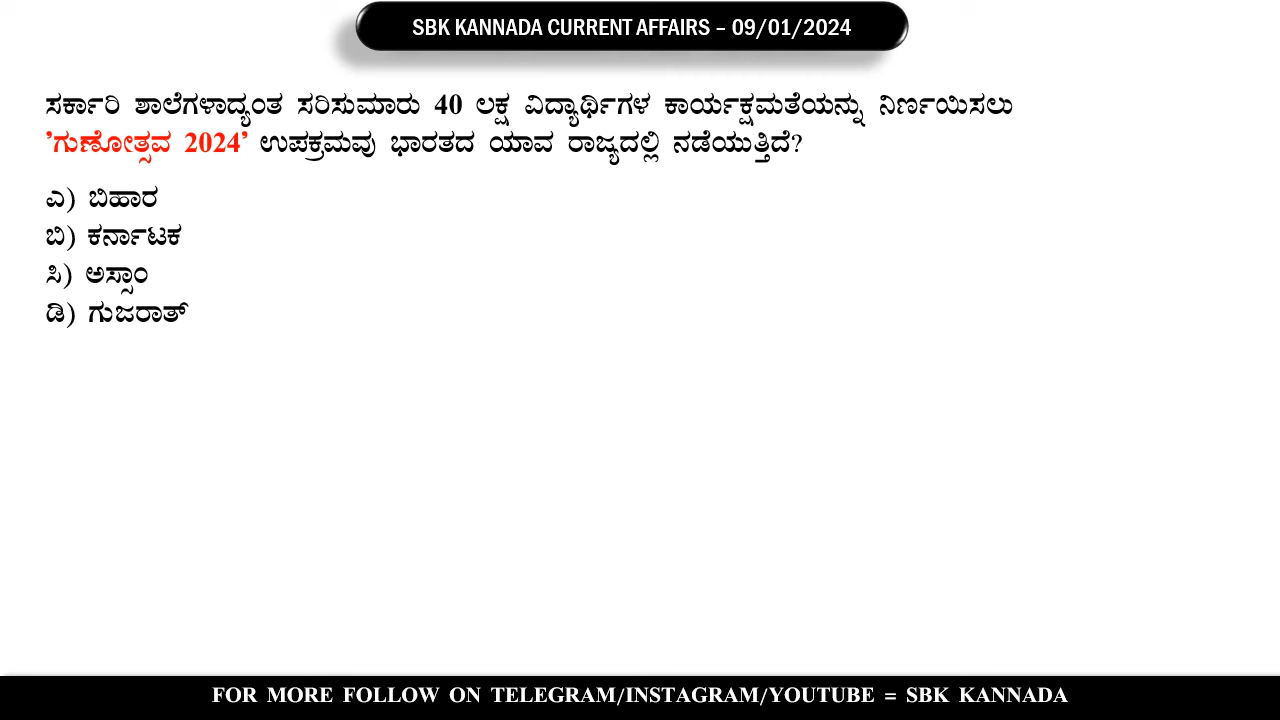 SBK KANNADA CURRENT AFFAIRS – 09/01/2024
ಸರ್ಕಾರಿ ಶಾಲೆಗಳಾದ್ಯಂತ ಸರಿಸುಮಾರು 40 ಲಕ್ಷ ವಿದ್ಯಾರ್ಥಿಗಳ ಕಾರ್ಯಕ್ಷಮತೆಯನ್ನು ನಿರ್ಣಯಿಸಲು
'ಗುಣೋತ್ಸವ 2024' ಉಪಕ್ರಮವು ಭಾರತದ ಯಾವ ರಾಜ್ಯದಲ್ಲಿ ನಡೆಯುತ್ತಿದೆ?
ಎ) ಬಿಹಾರ
ಬಿ) ಕರ್ನಾಟಕ
ಸಿ) ಅಸ್ಸಾಂ
ಡಿ) ಗುಜರಾತ್
FOR MORE FOLLOW ON TELEGRAM/INSTAGRAM/YOUTUBE = SBK KANNADA